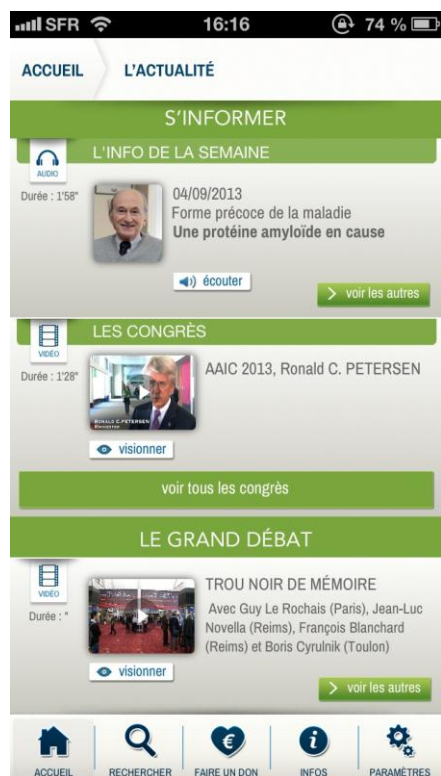 SFR 16:16 74 %
ACCUEIL L'ACTUALITÉ
S'INFORMER
L'INFO DE LA SEMAINE
AUDIO
Durée : 1'58"
04/09/2013
Forme précoce de la maladie
Une protéine amyloïde en cause
écouter
voir les autres
LES CONGRÈS
VIDÉO
Durée : 1'28"
AAIC 2013, Ronald C. PETERSEN
RONALD C.PETERSEN
visionner
voir tous les congrès
LE GRAND DÉBAT
VIDÉO
Durée : "
TROU NOIR DE MÉMOIRE
Avec Guy Le Rochais (Paris), Jean-Luc
Novella (Reims), François Blanchard
(Reims) et Boris Cyrulnik (Toulon)
visionner
voir les autres
ACCUEIL RECHERCHER FAIRE UN DON INFOS PARAMÈTRES